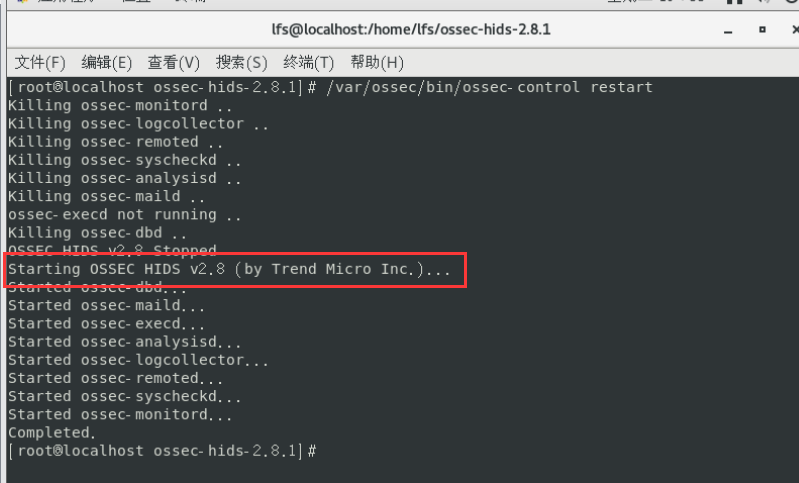 lfs@localhost:/home/lfs/ossec-hids-2.8.1
文件(F) 编辑(E) 查看(V) 搜索(S) 终端(T) 帮助(H)
[root@localhost ossec-hids-2.8.1]# /var/ossec/bin/ossec-control restart
Killing ossec-monitord ..
Killing ossec-logcollector ..
Killing ossec-remoted ..
Killing ossec-syscheckd ..
Killing ossec-analysisd ..
Killing ossec-maild ..
ossec-execd not running ..
Killing ossec-dbd ..
OSSEC HIDS v2.8 Stopped
Starting OSSEC HIDS v2.8 (by Trend Micro Inc.)...
Started ossec-dbd...
Started ossec-maild...
Started ossec-execd...
Started ossec-analysisd...
Started ossec-logcollector...
Started ossec-remoted...
Started ossec-syscheckd...
Started ossec-monitord...
Completed.
[root@localhost ossec-hids-2.8.1]#